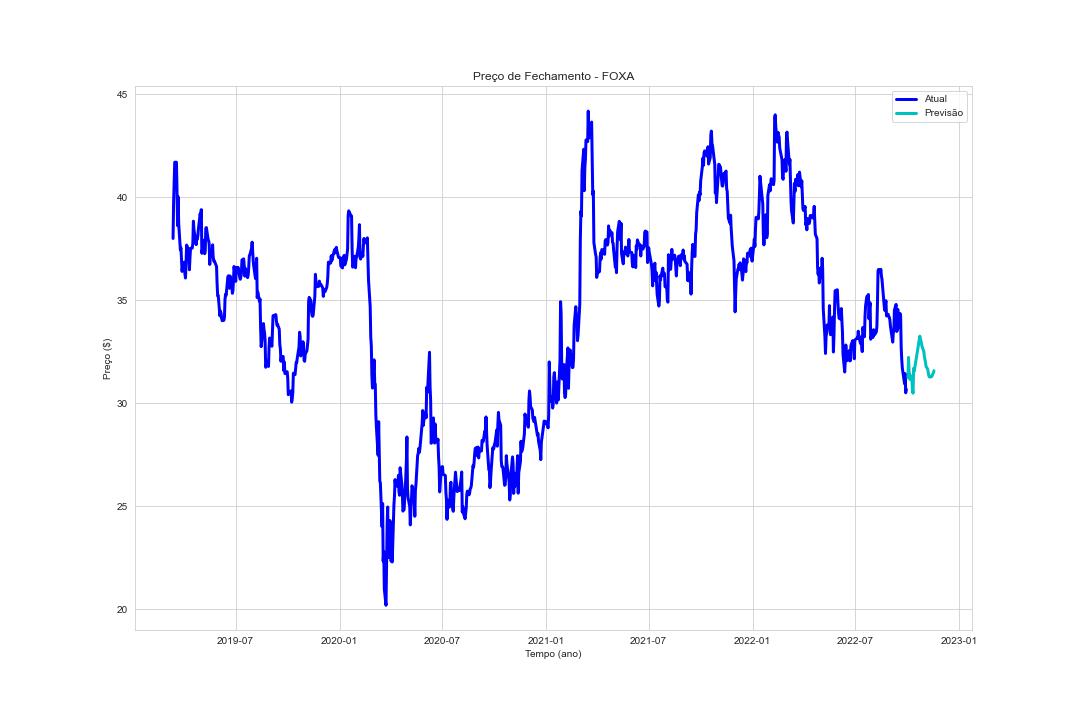 Preço de Fechamento - FOXA
Atual
Previsão
45
40
35
30
25
20
Preço ($)
2019-07
2020-01
2020-07
2021-01
2021-07
2022-01
2022-07
2023-01
Tempo (ano)